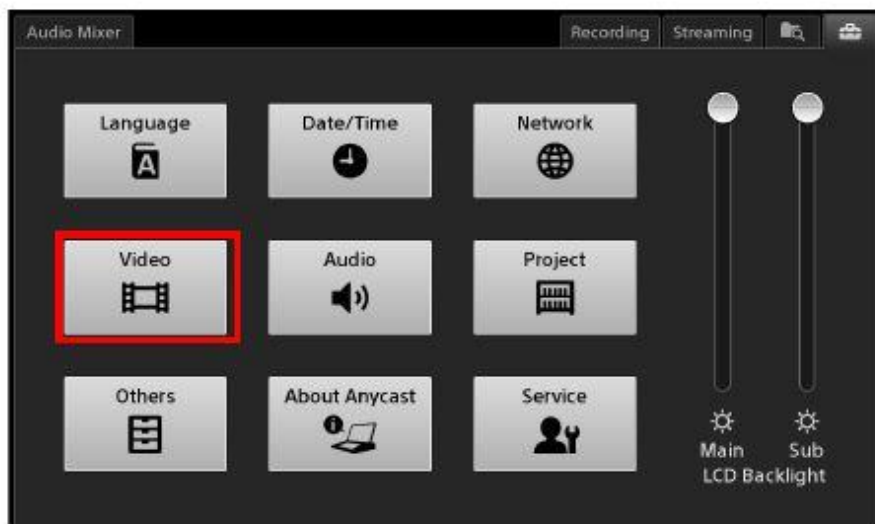 Audio Mixer
Recording
Streaming
Language
Date/Time
Network
Video
Audio
Project
Others
About Anycast
Service
Main
Sub
LCD Backlight